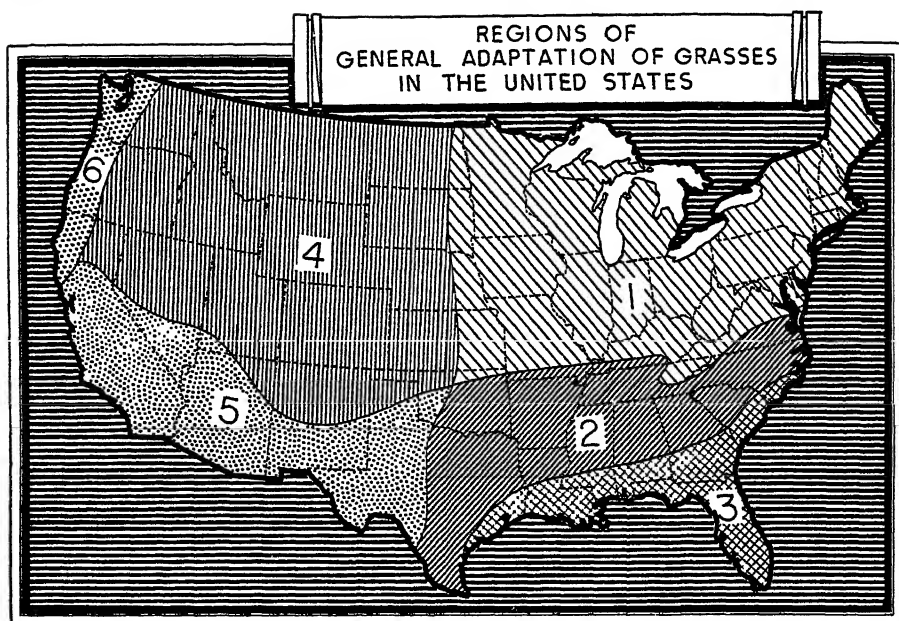 REGIONS OF
GENERAL ADAPTATION OF GRASSES
IN THE UNITED STATES
6
4
1
5
2
3